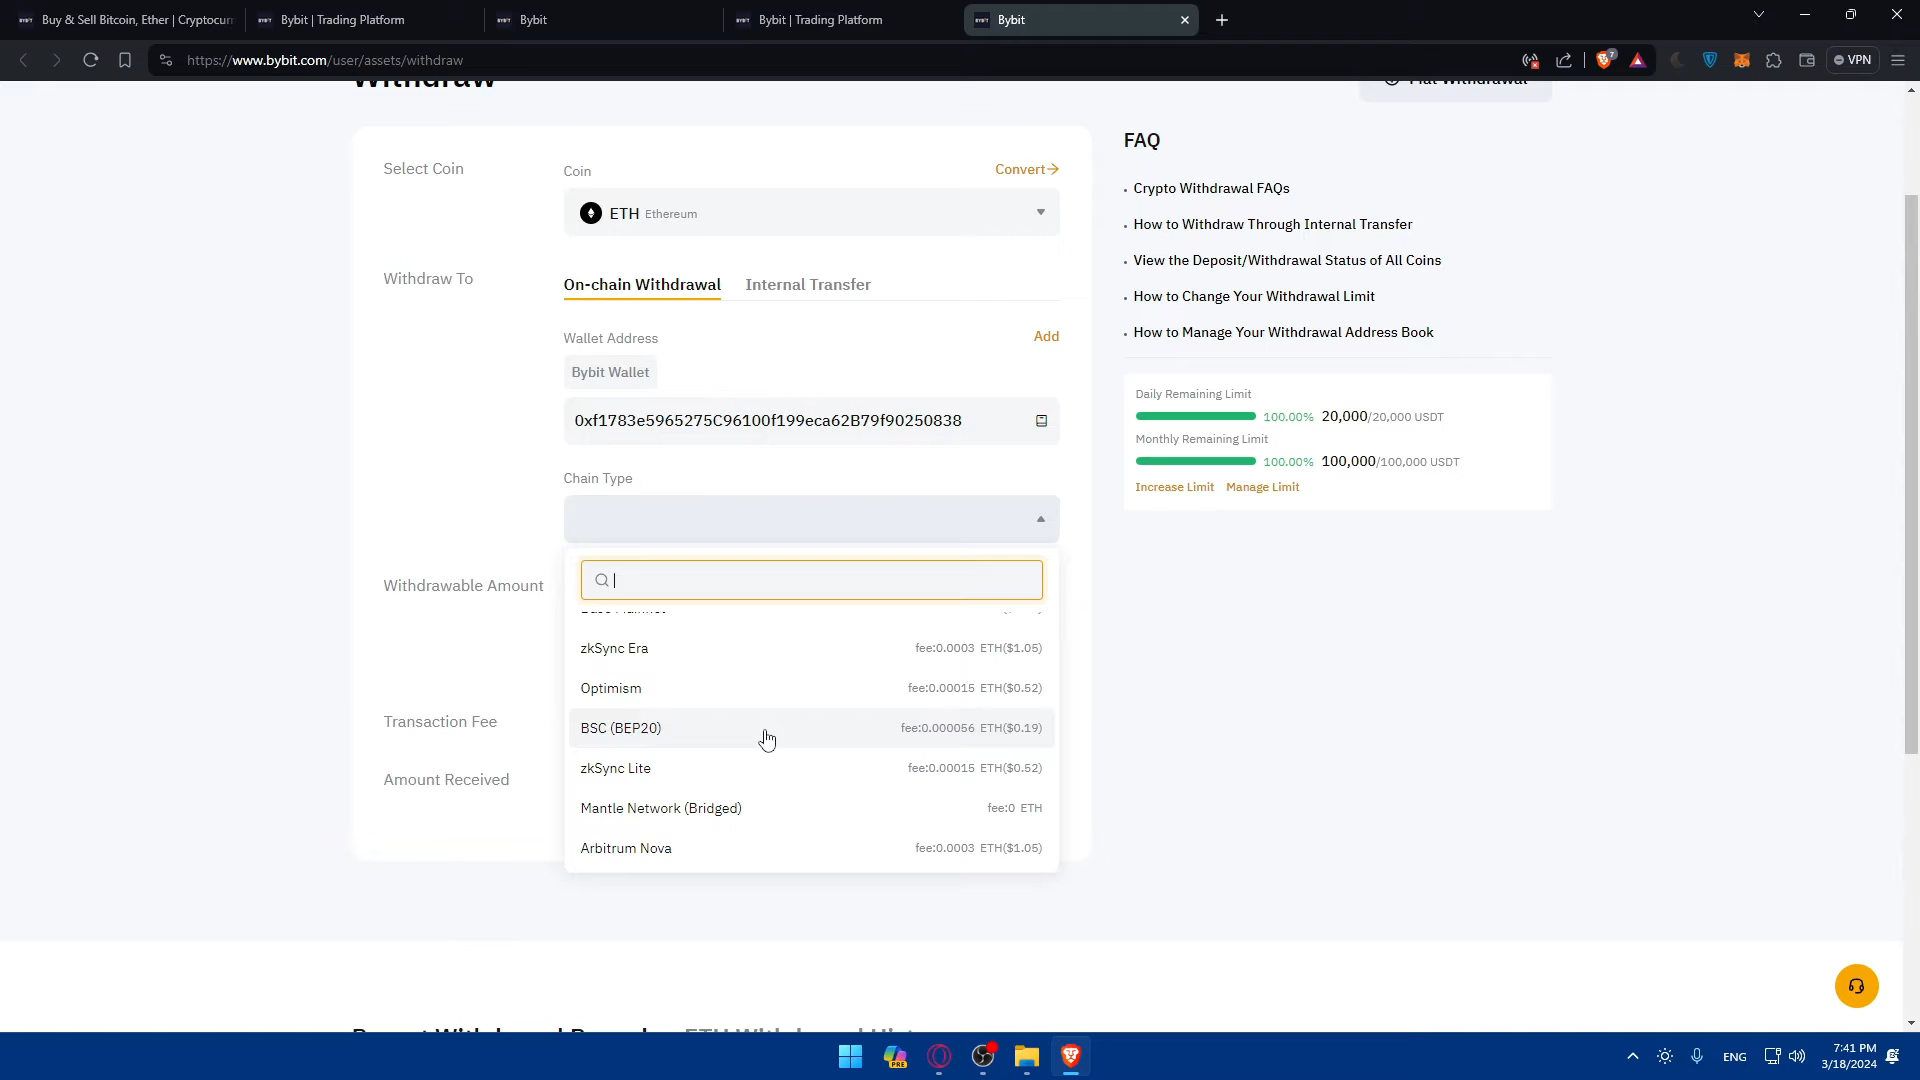 Buy & Sell Bitcoin, Ether | Cryptocurr
Bybit | Trading Platform
Bybit
Bybit | Trading Platform
Bybit
https://www.bybit.com/user/assets/withdraw
7
VPN
Withdraw
Fiat Withdrawal
Select Coin
Coin
Convert
ETH Ethereum
Withdraw To
On-chain Withdrawal
Internal Transfer
Wallet Address
Add
Bybit Wallet
0xf1783e5965275C96100f199eca62B79f90250838
Chain Type
Withdrawable Amount
Base Mainnet
zkSync Era fee:0.0003 ETH($1.05)
Optimism fee:0.00015 ETH($0.52)
BSC (BEP20) fee:0.000056 ETH($0.19)
zkSync Lite fee:0.00015 ETH($0.52)
Mantle Network (Bridged) fee:0 ETH
Arbitrum Nova fee:0.0003 ETH($1.05)
Transaction Fee
Amount Received
FAQ
Crypto Withdrawal FAQs
How to Withdraw Through Internal Transfer
View the Deposit/Withdrawal Status of All Coins
How to Change Your Withdrawal Limit
How to Manage Your Withdrawal Address Book
Daily Remaining Limit
100.00% 20,000/20,000 USDT
Monthly Remaining Limit
100.00% 100,000/100,000 USDT
Increase Limit Manage Limit
PRE
ENG
7:41 PM
3/18/2024